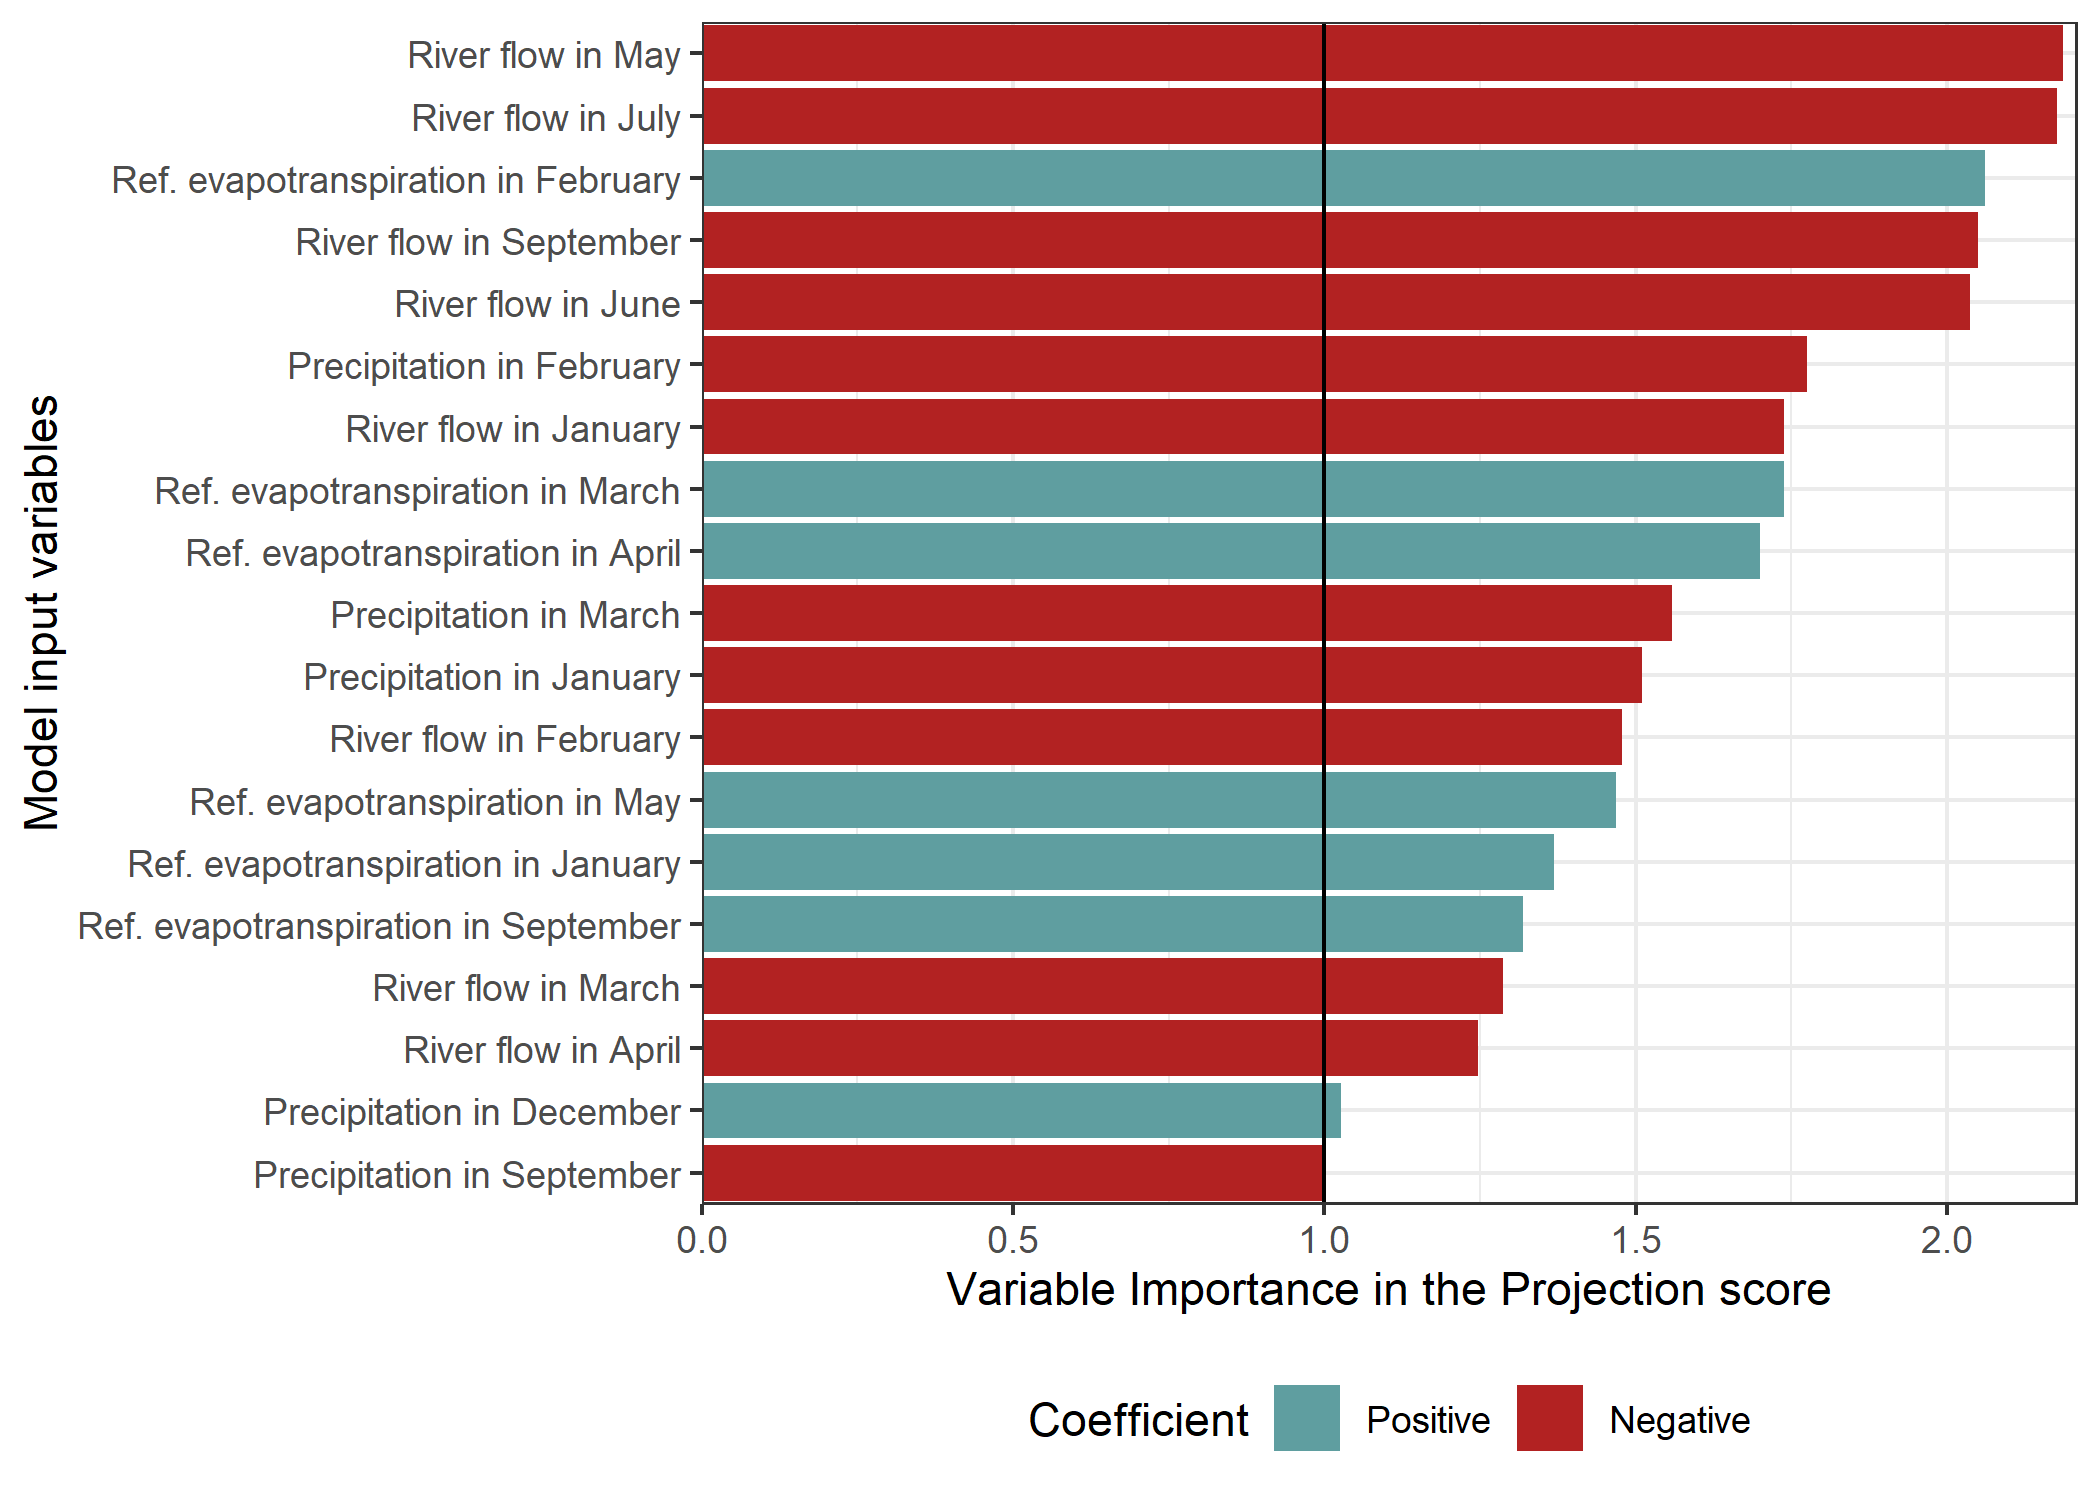 River flow in May
River flow in July
Ref. evapotranspiration in February
River flow in September
River flow in June
Precipitation in February
River flow in January
Ref. evapotranspiration in March
Ref. evapotranspiration in April
Precipitation in March
Precipitation in January
River flow in February
Ref. evapotranspiration in May
Ref. evapotranspiration in January
Ref. evapotranspiration in September
River flow in March
River flow in April
Precipitation in December
Precipitation in September
Model input variables
0.0 0.5 1.0 1.5 2.0
Variable Importance in the Projection score
Coefficient Positive Negative